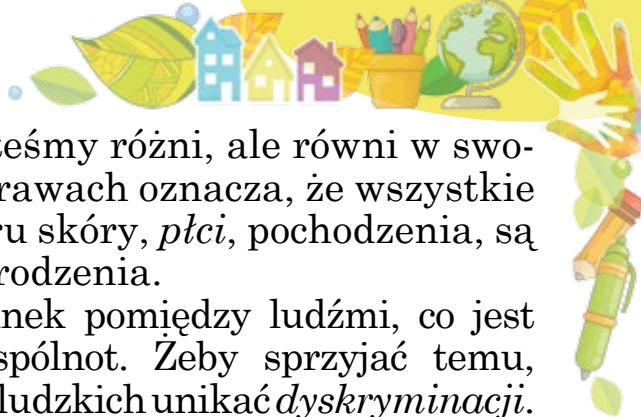 teśmy różni, ale równi w swo-
rawach oznacza, że wszystkie
ru skóry, płci, pochodzenia, są
rodzenia.
unek pomiędzy ludźmi, co jest
spólnot. Żeby sprzyjać temu,
ludzkich unikać dyskryminacji.